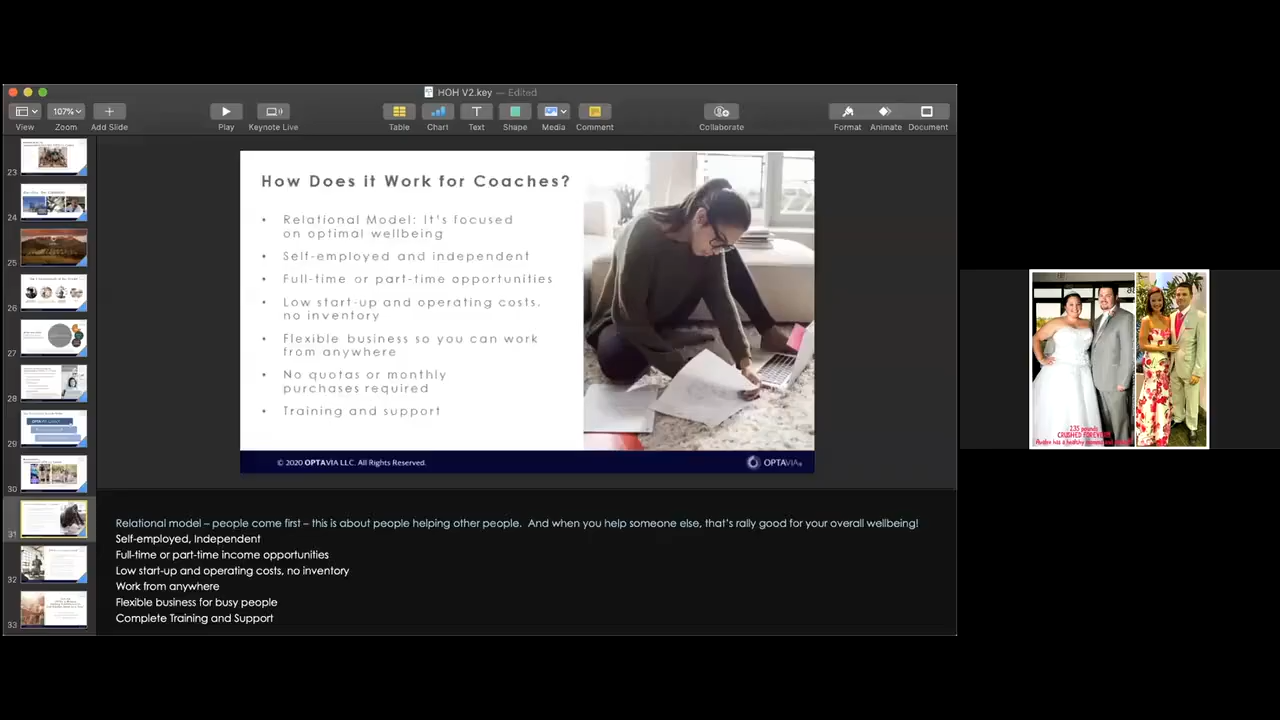 HOH V2.key — Edited
107%
View
Zoom
Add Slide
Play
Keynote Live
Table
Chart
Text
Shape
Media
Comment
Collaborate
Format
Animate
Document
23
24
25
26
27
28
29
30
31
32
33
How Does it Work for Coaches?
• Relational Model: It's focused
on optimal wellbeing
• Self-employed and independent
• Full-time or part-time opportunities
• Low start-up and operating costs.
no inventory
• Flexible business so you can work
from anywhere
• No quotas or monthly
purchases required
• Training and support
© 2020 OPTAVIA LLC. All Rights Reserved.
OPTAVIA
Relational model – people come first – this is about people helping other people. And when you help someone else, that's rally good for your overall wellbeing!
Self-employed, Independent
Full-time or part-time income opportunities
Low start-up and operating costs, no inventory
Work from anywhere
Flexible business for busy people
Complete Training and Support
235 pounds
CRUSHED FOREVER!!!